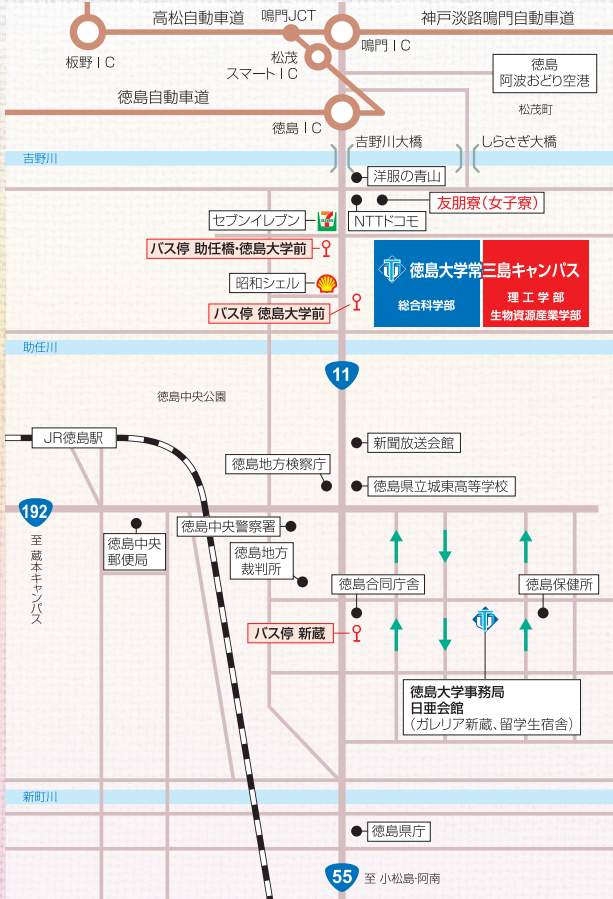 高松自動車道
鳴門JCT
神戸淡路鳴門自動車道
板野IC
鳴門IC
松茂
スマートIC
徳島
阿波おどり空港
徳島自動車道
松茂町
徳島IC
吉野川大橋
しらさぎ大橋
吉野川
洋服の青山
友朋寮(女子寮)
セブンイレブン
NTTドコモ
バス停 助任橋・徳島大学前
徳島大学常三島キャンパス
昭和シェル
総合科学部
理工学部
生物資源産業学部
バス停 徳島大学前
助任川
11
徳島中央公園
JR徳島駅
新聞放送会館
徳島地方検察庁
徳島県立城東高等学校
192
徳島中央警察署
至 蔵本キャンパス
徳島中央
郵便局
徳島地方
裁判所
徳島合同庁舎
徳島保健所
バス停 新蔵
徳島大学事務局
日亜会館
(ガレリア新蔵、留学生宿舎)
新町川
徳島県庁
55
至 小松島・阿南